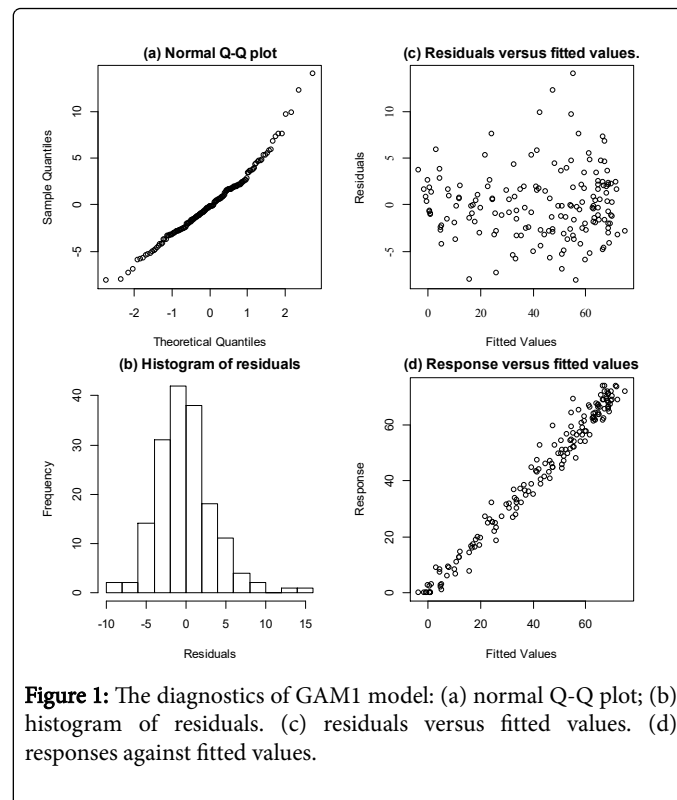 (a) Normal Q-Q plot
Sample Quantiles
10
5
0
-5
-2
-1
0
1
2
Theoretical Quantiles
(c) Residuals versus fitted values.
Residuals
10
5
0
-5
0
20
40
60
Fitted Values
(b) Histogram of residuals
Frequency
40
30
20
10
0
-10
-5
0
5
10
15
Residuals
(d) Response versus fitted values
Response
60
40
20
0
0
20
40
60
Fitted Values
Figure 1: The diagnostics of GAM1 model: (a) normal Q-Q plot; (b)
histogram of residuals. (c) residuals versus fitted values. (d)
responses against fitted values.